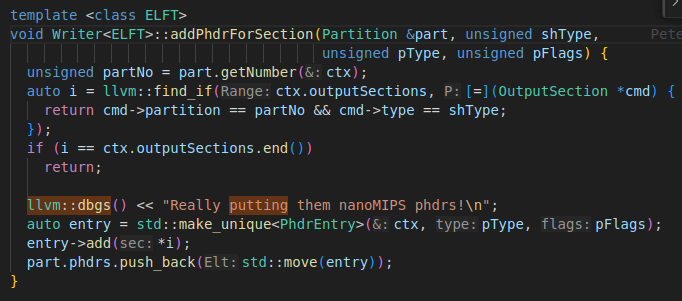 template <class ELFT>
void Writer<ELFT>::addPhdrForSection(Partition &part, unsigned shType, Pete
unsigned pType, unsigned pFlags) {
unsigned partNo = part.getNumber(&: ctx);
auto i = llvm::find_if(Range: ctx.outputSections, P: [=](OutputSection *cmd) {
return cmd->partition == partNo && cmd->type == shType;
});
if (i == ctx.outputSections.end())
return;
llvm::dbgs() << "Really putting them nanoMIPS phdrs!\n";
auto entry = std::make_unique<PhdrEntry>(&: ctx, type: pType, flags: pFlags);
entry->add(sec: *i);
part.phdrs.push_back(Elt: std::move(entry));
}